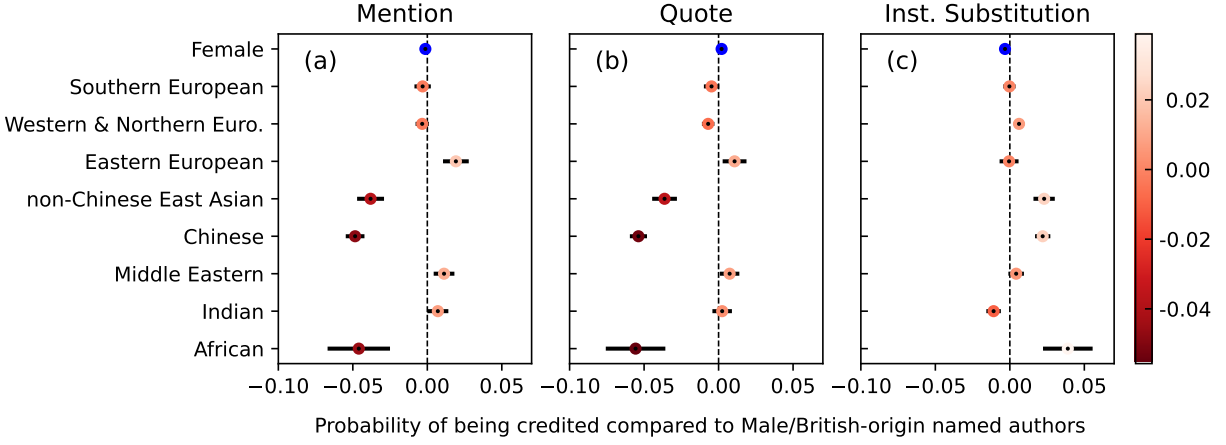 Mention
Quote
Inst. Substitution
(a)
(b)
(c)
Female
Southern European
Western & Northern Euro.
Eastern European
non-Chinese East Asian
Chinese
Middle Eastern
Indian
African
0.02
0.00
-0.02
-0.04
−0.10 −0.05 0.00 0.05
−0.10 −0.05 0.00 0.05
−0.10 −0.05 0.00 0.05
Probability of being credited compared to Male/British-origin named authors